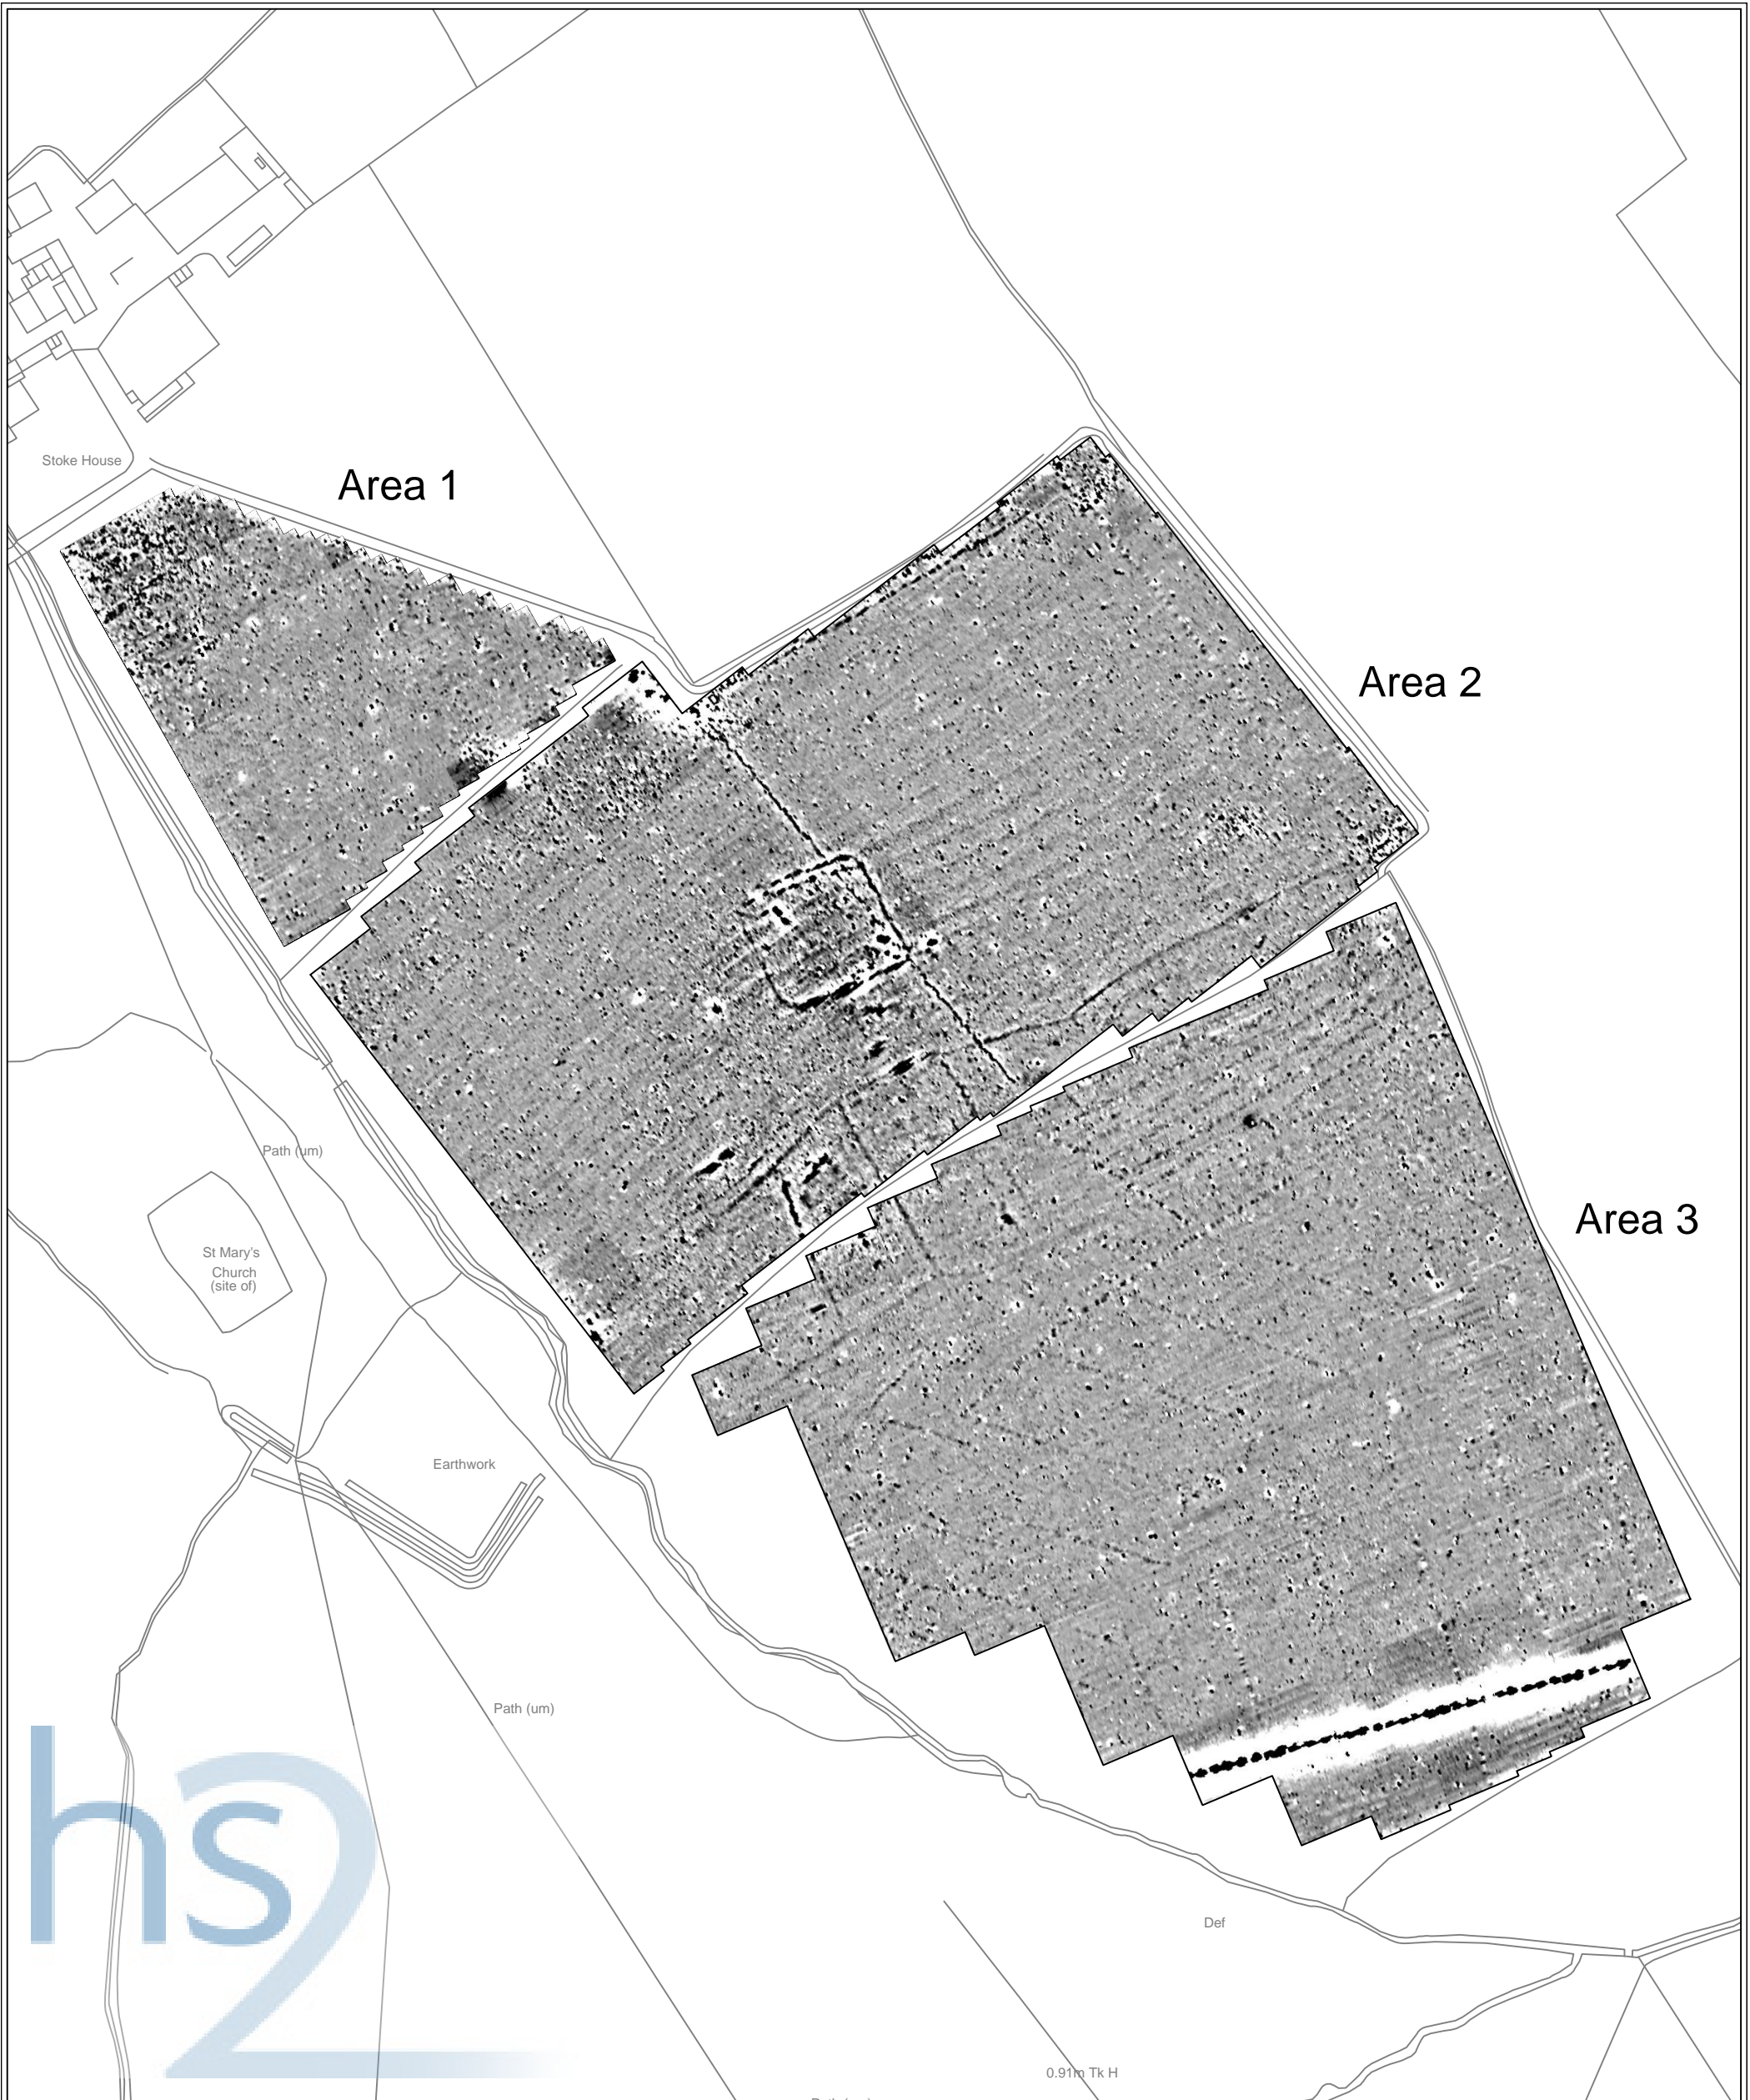 Stoke House
Area 1
Area 2
Path (um)
Area 3
St Mary's
Church
(site of)
Earthwork
Path (um)
hs2
Def
0.91m Tk H